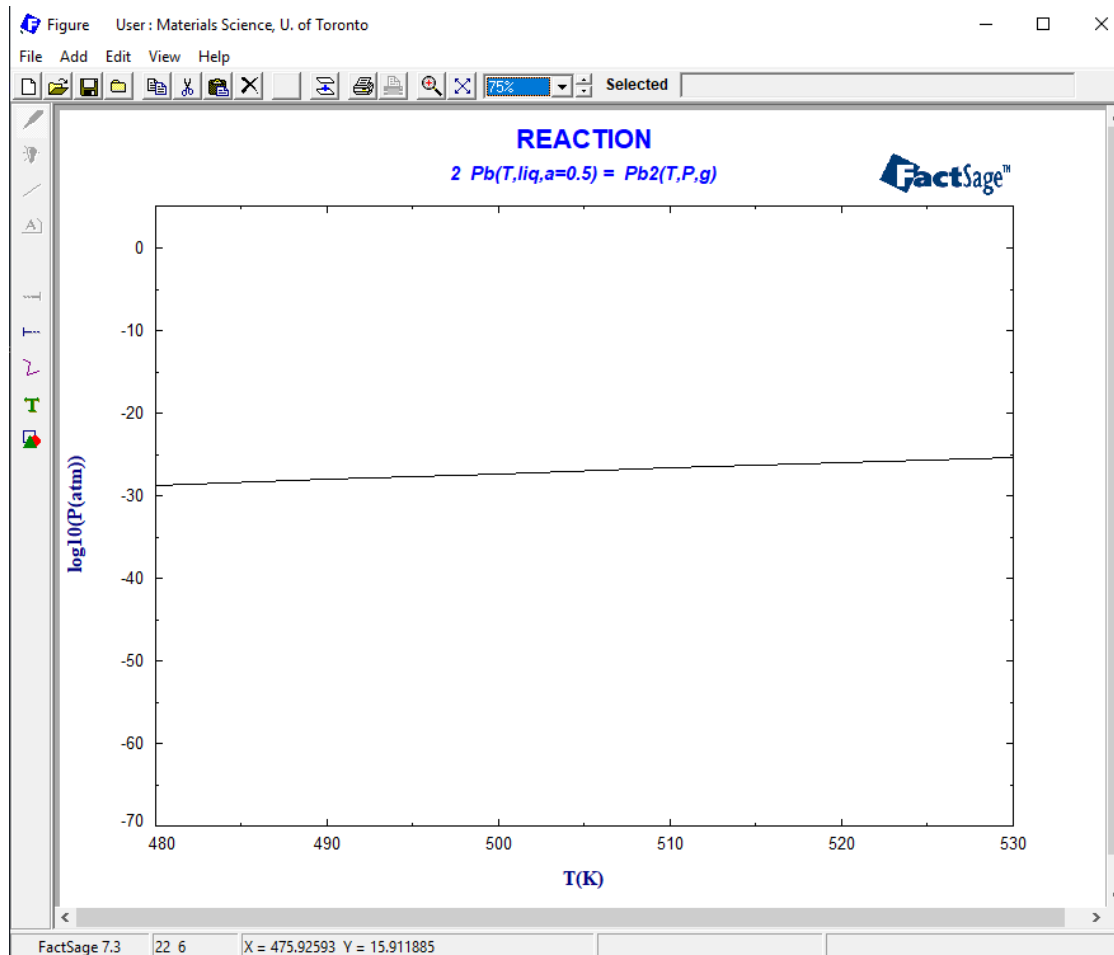 Figure User : Materials Science, U. of Toronto
File Add Edit View Help
75% Selected
REACTION
2 Pb(T,liq,a=0.5) = Pb2(T,P,g)
FactSage™
A
T
log10(P(atm))
0
-10
-20
-30
-40
-50
-60
-70
480 490 500 510 520 530
T(K)
FactSage 7.3 22 6 X = 475.92593 Y = 15.911885